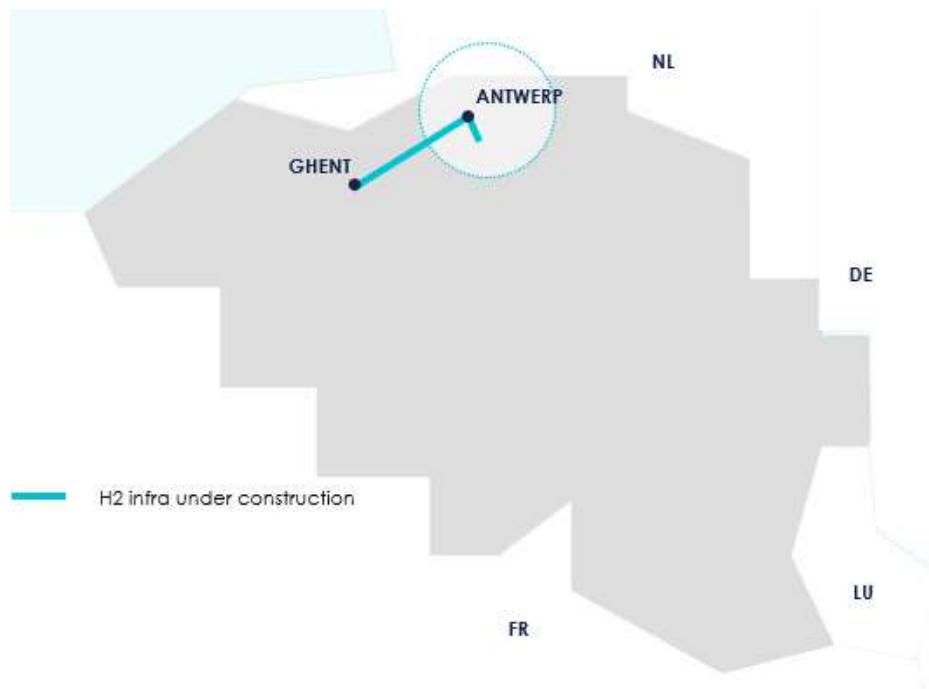 NL
ANTWERP
GHENT
DE
H2 infra under construction
LU
FR